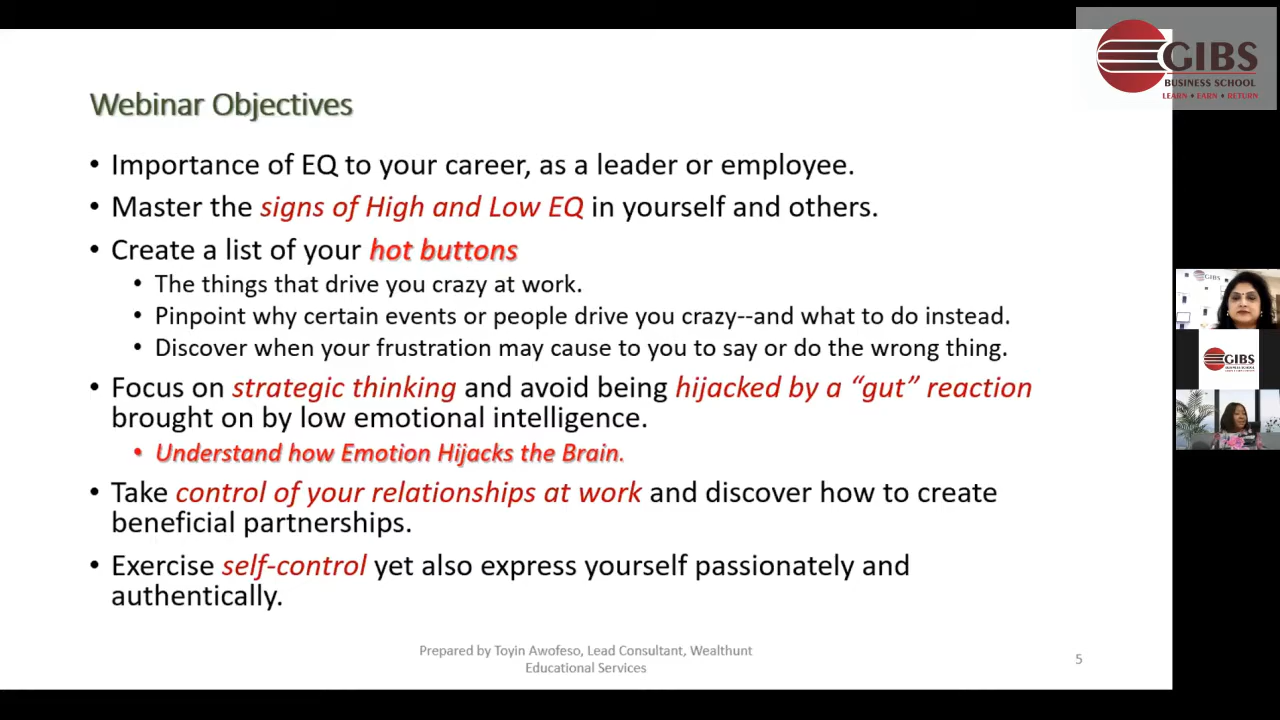 GIBS
BUSINESS SCHOOL
LEARN • EARN • RETURN
Webinar Objectives
• Importance of EQ to your career, as a leader or employee.
• Master the signs of High and Low EQ in yourself and others.
• Create a list of your hot buttons
• The things that drive you crazy at work.
• Pinpoint why certain events or people drive you crazy--and what to do instead.
• Discover when your frustration may cause to you to say or do the wrong thing.
• Focus on strategic thinking and avoid being hijacked by a “gut” reaction
brought on by low emotional intelligence.
• Understand how Emotion Hijacks the Brain.
• Take control of your relationships at work and discover how to create
beneficial partnerships.
• Exercise self-control yet also express yourself passionately and
authentically.
Prepared by Toyin Awofeso, Lead Consultant, Wealthunt
Educational Services
5
GIBS
GIBS
BUSINESS SCHOOL